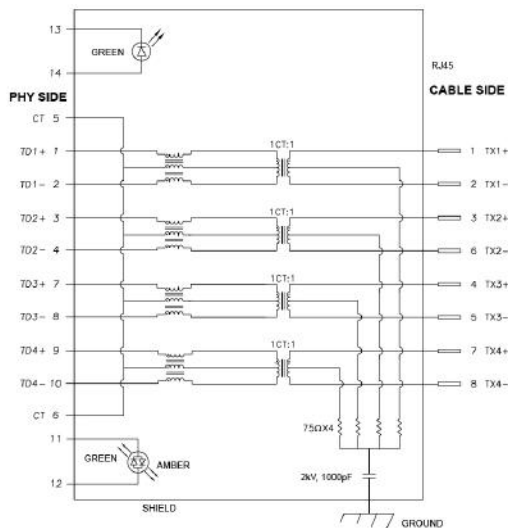 13
GREEN
14
RJ45
PHY SIDE
CABLE SIDE
CT 5
1CT:1
TD1+ 1
1 TX1+
TD1- 2
2 TX1-
1CT:1
TD2+ 3
3 TX2+
TD2- 4
6 TX2-
1CT:1
TD3+ 7
4 TX3+
TD3- 8
5 TX3-
1CT:1
TD4+ 9
7 TX4+
TD4- 10
8 TX4-
CT 6
75ΩX4
11
GREEN
AMBER
12
2kV, 1000pF
SHIELD
GROUND